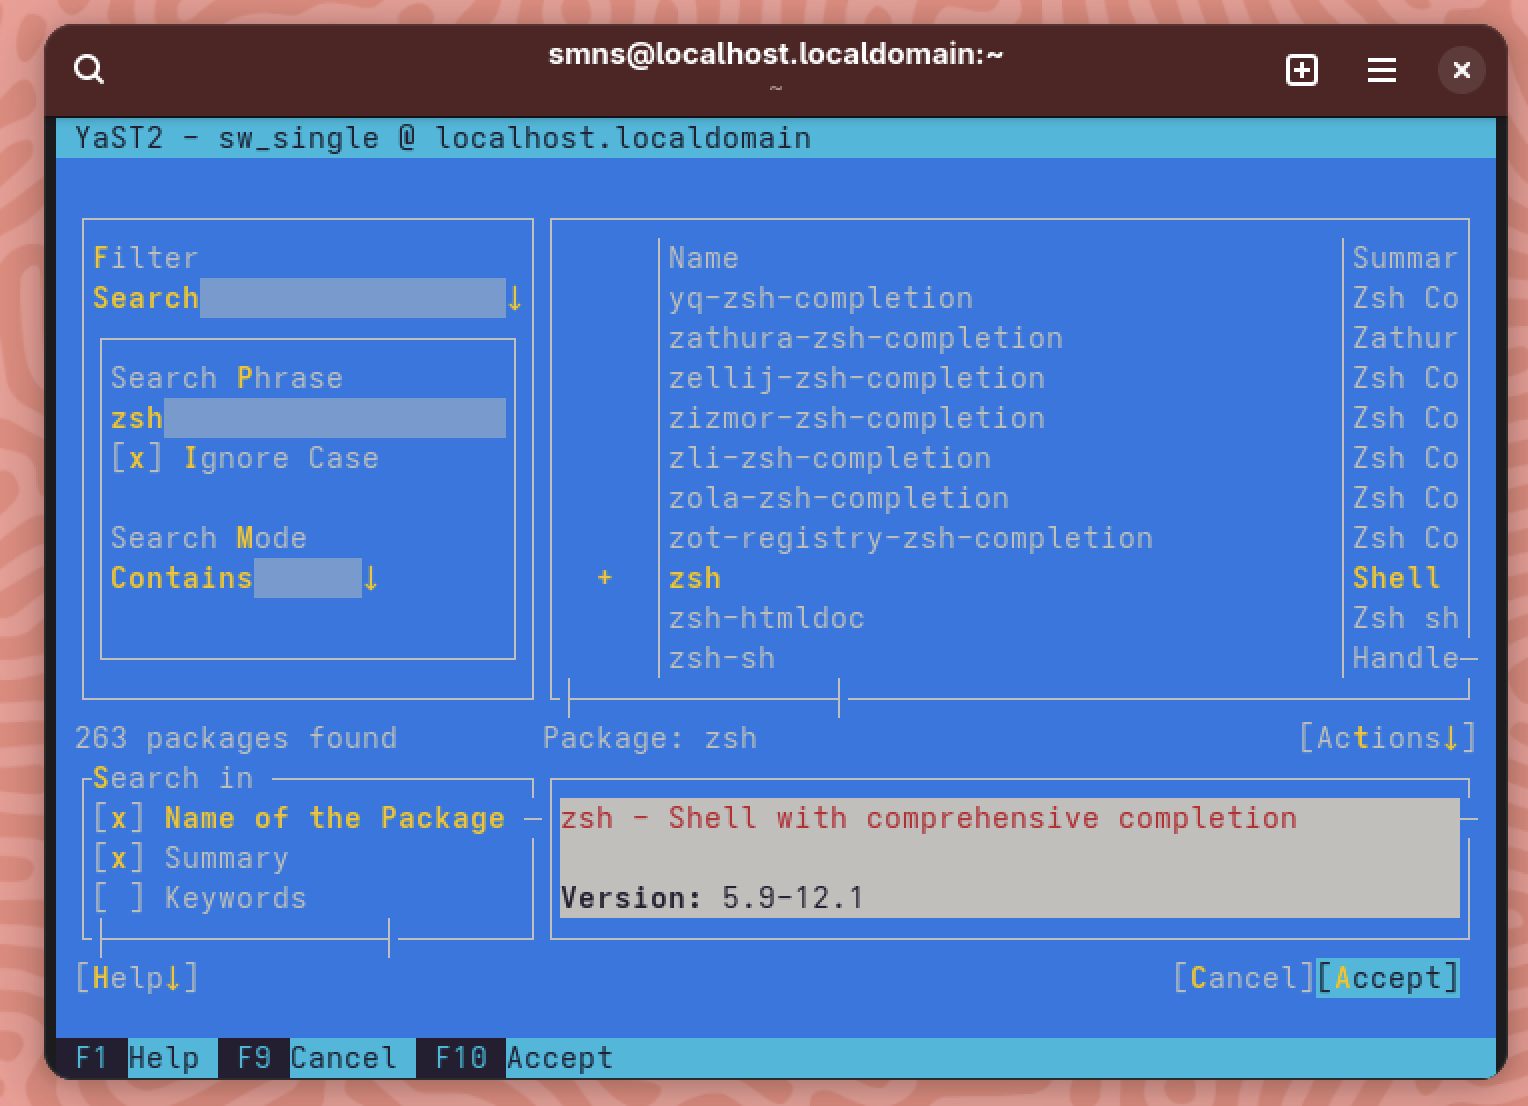 smns@localhost.localdomain:~
~
YaST2 - sw_single @ localhost.localdomain
Filter
Search↓
Search Phrase
zsh
[x] Ignore Case
Search Mode
Contains↓
Name Summar
yq-zsh-completion Zsh Co
zathura-zsh-completion Zathur
zellij-zsh-completion Zsh Co
zizmor-zsh-completion Zsh Co
zli-zsh-completion Zsh Co
zola-zsh-completion Zsh Co
zot-registry-zsh-completion Zsh Co
+ zsh Shell
zsh-htmldoc Zsh sh
zsh-sh Handle
263 packages found
Package: zsh [Actions↓]
Search in
[x] Name of the Package
[x] Summary
[ ] Keywords
zsh - Shell with comprehensive completion
Version: 5.9-12.1
[Help↓] [Cancel][Accept]
F1 Help F9 Cancel F10 Accept